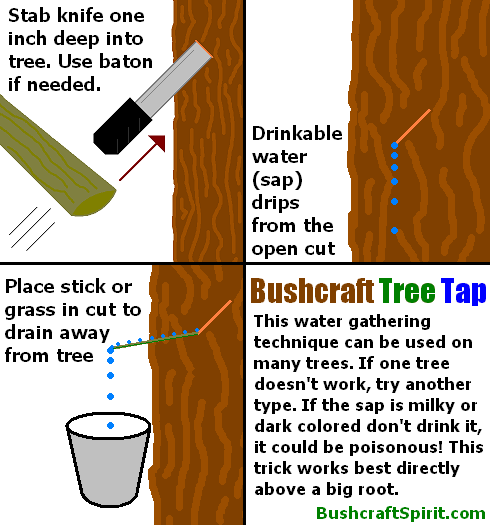 Stab knife one
inch deep into
tree. Use baton
if needed.
Drinkable
water
(sap)
drips
from the
open cut
Place stick or
grass in cut to
drain away
from tree
Bushcraft Tree Tap
This water gathering
technique can be used on
many trees. If one tree
doesn't work, try another
type. If the sap is milky or
dark colored don't drink it,
it could be poisonous! This
trick works best directly
above a big root.
BushcraftSpirit.com